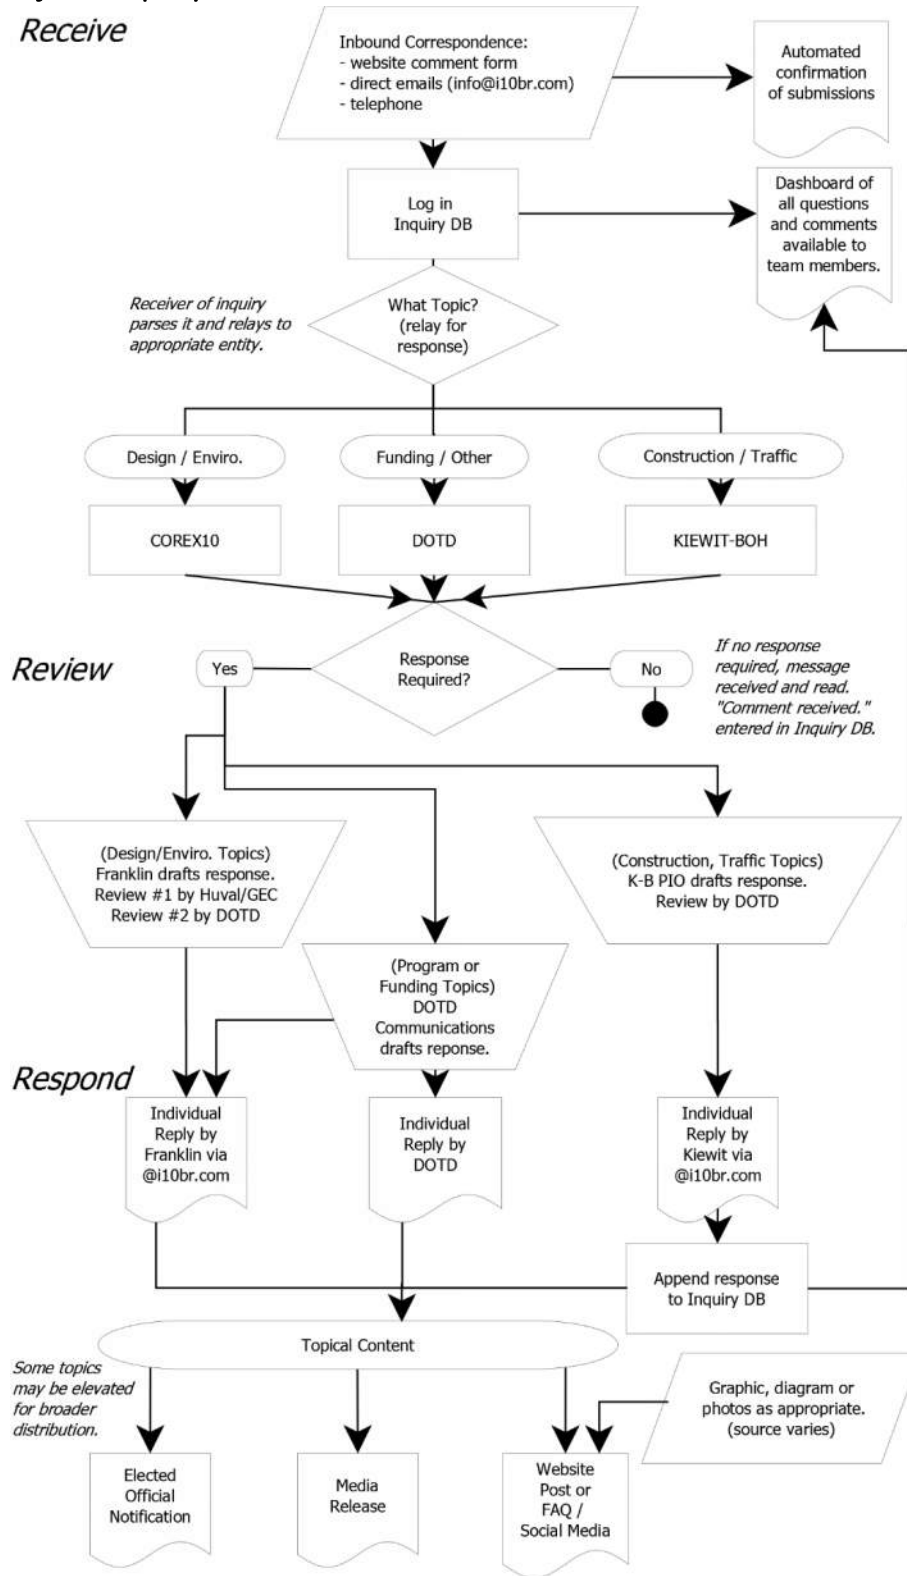 Receive
Inbound Correspondence:
- website comment form
- direct emails (info@i10br.com)
- telephone
Automated
confirmation
of submissions
Log in
Inquiry DB
Dashboard of
all questions
and comments
available to
team members.
Receiver of inquiry
parses it and relays to
appropriate entity.
What Topic?
(relay for
response)
Design / Enviro.
Funding / Other
Construction / Traffic
COREX10
DOTD
KIEWIT-BOH
Review
Yes
Response
Required?
No
If no response
required, message
received and read.
"Comment received."
entered in Inquiry DB.
(Design/Enviro. Topics)
Franklin drafts response.
Review #1 by Huval/GEC
Review #2 by DOTD
(Construction, Traffic Topics)
K-B PIO drafts response.
Review by DOTD
(Program or
Funding Topics)
DOTD
Communications
drafts reponse.
Respond
Individual
Reply by
Franklin via
@i10br.com
Individual
Reply by
DOTD
Individual
Reply by
Kiewit via
@i10br.com
Append response
to Inquiry DB
Topical Content
Some topics
may be elevated
for broader
distribution.
Graphic, diagram or
photos as appropriate.
(source varies)
Elected
Official
Notification
Media
Release
Website
Post or
FAQ /
Social Media